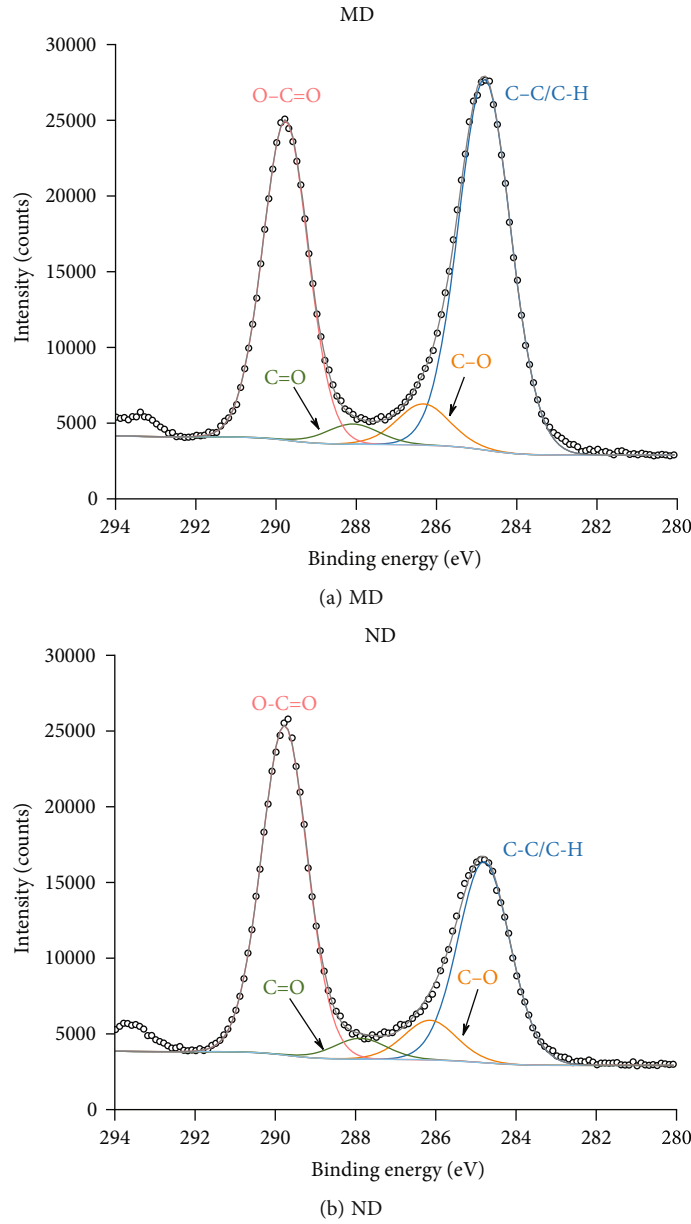 MD
30000
25000
20000
15000
10000
5000
0
Intensity (counts)
O–C=O
C–C/C-H
C=O
C–O
294 292 290 288 286 284 282 280
Binding energy (eV)
(a) MD
ND
30000
25000
20000
15000
10000
5000
0
Intensity (counts)
O-C=O
C-C/C-H
C=O
C–O
294 292 290 288 286 284 282 280
Binding energy (eV)
(b) ND